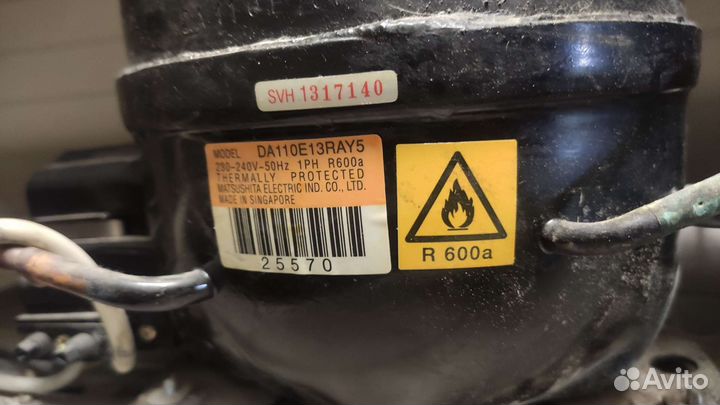 SVH 1317140
MODEL DA110E13RAY5
230-240V-50Hz 1PH R600a
THERMALLY PROTECTED
MATSUSHITA ELECTRIC IND. CO., LTD.
MADE IN SINGAPORE
25570
R 600a
Avito